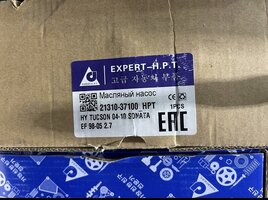 EXPERT-H.P.T.
고급 자동차 부품
Масляный насос
21310-37100 HPT
1PCS
HY TUCSON 04-10 SONATA
EF 98-05 2.7
EAC